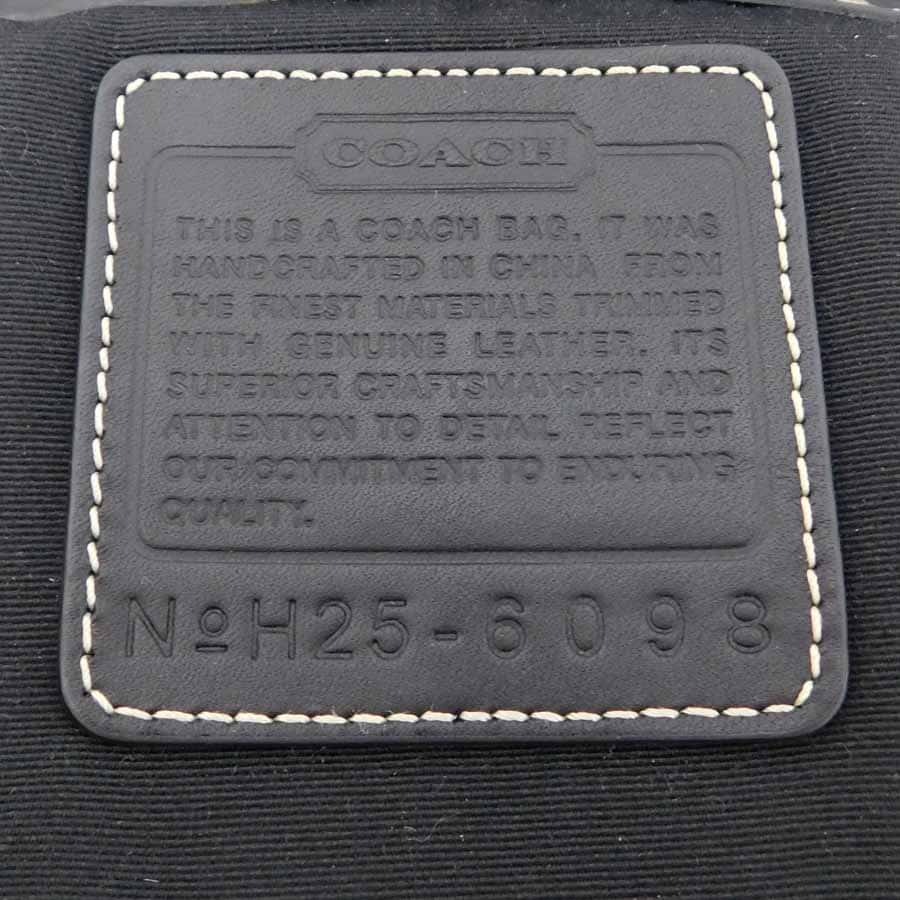 COACH
THIS IS A COACH BAG. IT WAS
HANDCRAFTED IN CHINA FROM
THE FINEST MATERIALS TRIMMED
WITH GENUINE LEATHER. ITS
SUPERIOR CRAFTSMANSHIP AND
ATTENTION TO DETAIL REFLECT
OUR COMMITMENT TO ENDURING
QUALITY.
NºH25-6098